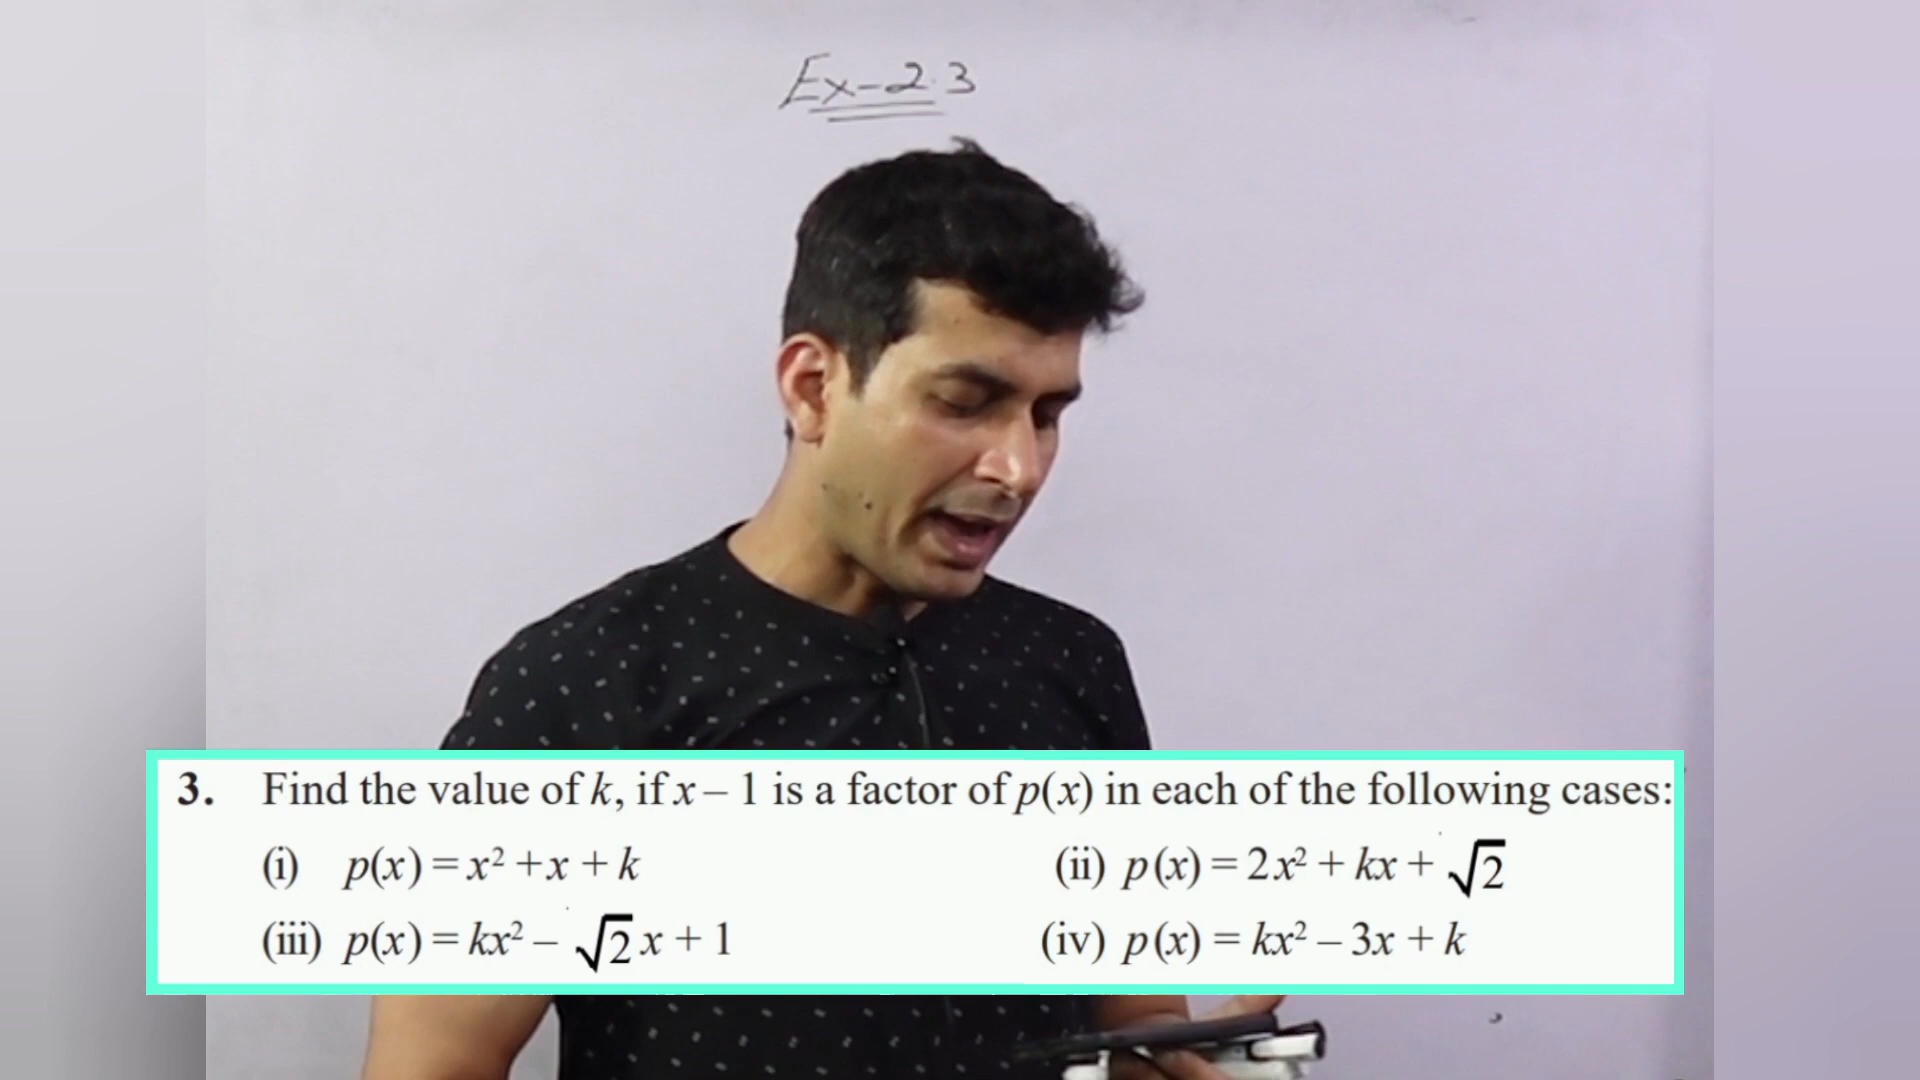 Ex-2.3
3. Find the value of k, if x – 1 is a factor of p(x) in each of the following cases:
(i) p(x) = x² + x + k (ii) p(x) = 2x² + kx + √2
(iii) p(x) = kx² – √2 x + 1 (iv) p(x) = kx² – 3x + k